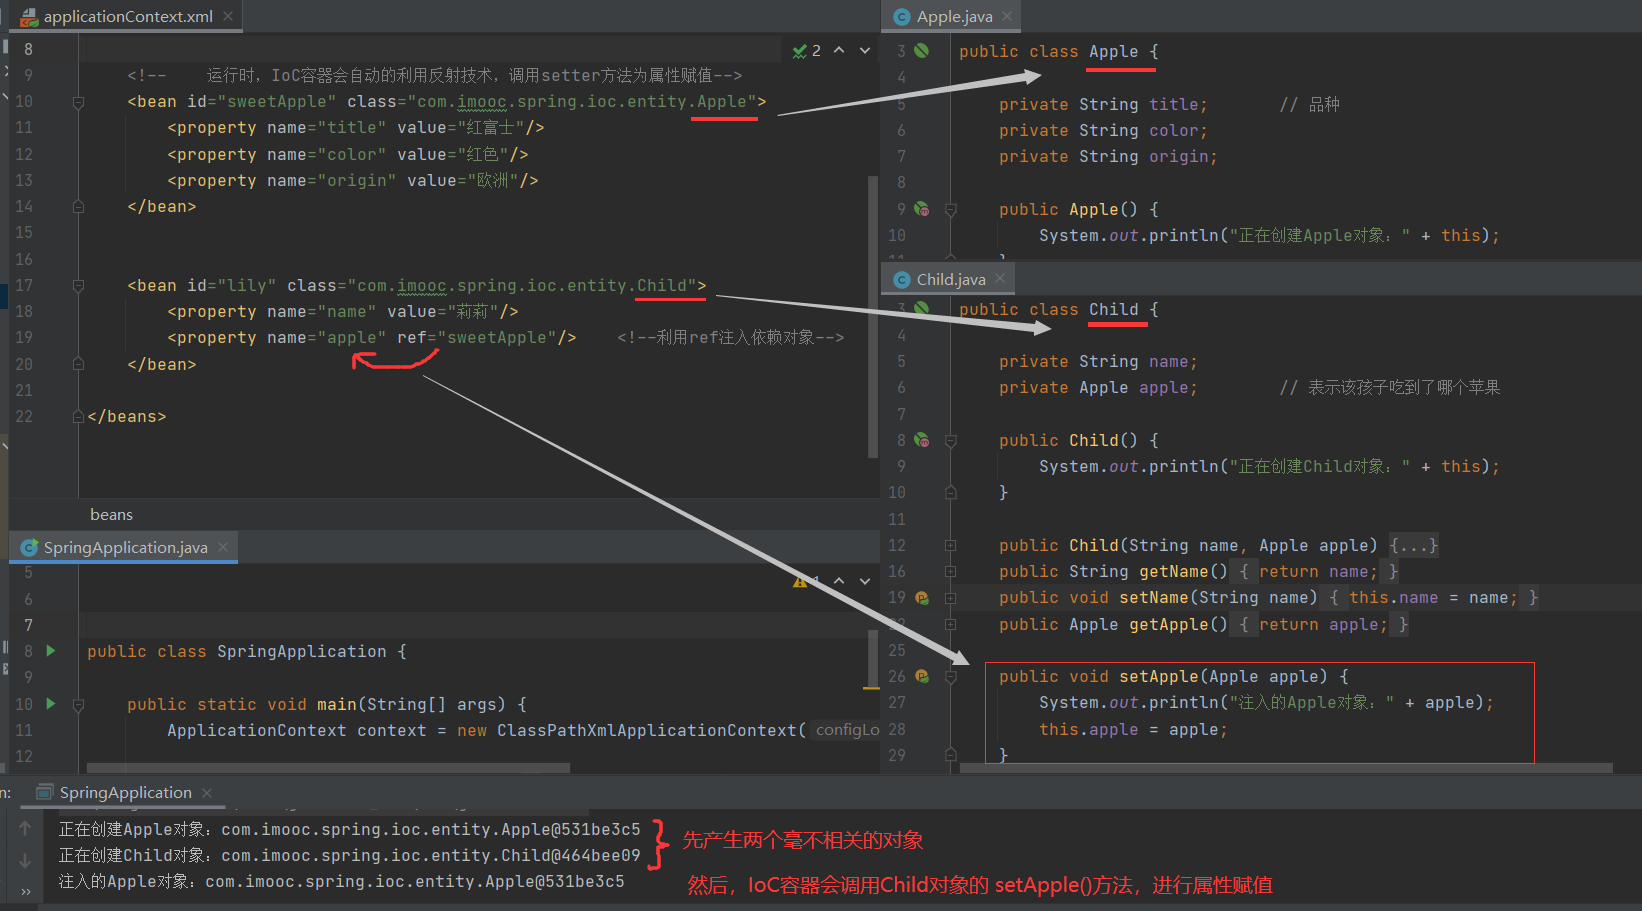 applicationContext.xml
8
2
9 <!-- 运行时，IoC容器会自动的利用反射技术，调用setter方法为属性赋值-->
10 <bean id="sweetApple" class="com.imooc.spring.ioc.entity.Apple">
11 <property name="title" value="红富士"/>
12 <property name="color" value="红色"/>
13 <property name="origin" value="欧洲"/>
14 </bean>
15
16
17 <bean id="lily" class="com.imooc.spring.ioc.entity.Child">
18 <property name="name" value="莉莉"/>
19 <property name="apple" ref="sweetApple"/> <!--利用ref注入依赖对象-->
20 </bean>
21
22 </beans>
beans
SpringApplication.java
5
1
6
7
8 public class SpringApplication {
9
10 public static void main(String[] args) {
11 ApplicationContext context = new ClassPathXmlApplicationContext( configLo
12
Apple.java
3 public class Apple {
4
5 private String title; // 品种
6 private String color;
7 private String origin;
8
9 public Apple() {
10 System.out.println("正在创建Apple对象：" + this);
Child.java
3 public class Child {
4
5 private String name;
6 private Apple apple; // 表示该孩子吃到了哪个苹果
7
8 public Child() {
9 System.out.println("正在创建Child对象：" + this);
10 }
11
12 public Child(String name, Apple apple) {...}
16 public String getName() { return name; }
19 public void setName(String name) { this.name = name; }
22 public Apple getApple() { return apple; }
25
26 public void setApple(Apple apple) {
27 System.out.println("注入的Apple对象：" + apple);
28 this.apple = apple;
29 }
n: SpringApplication
正在创建Apple对象：com.imooc.spring.ioc.entity.Apple@531be3c5
正在创建Child对象：com.imooc.spring.ioc.entity.Child@464bee09
先产生两个毫不相关的对象
注入的Apple对象：com.imooc.spring.ioc.entity.Apple@531be3c5
然后，IoC容器会调用Child对象的 setApple()方法，进行属性赋值